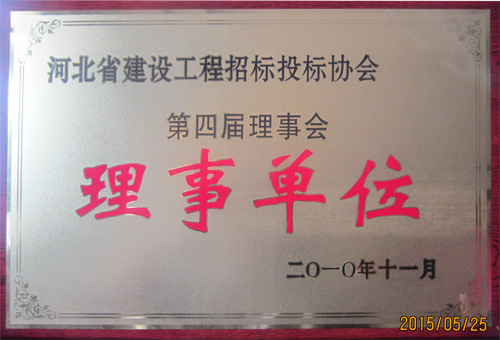 河北省建设工程招标投标协会
第四届理事会
理事单位
二〇一〇年十一月
2015/05/25